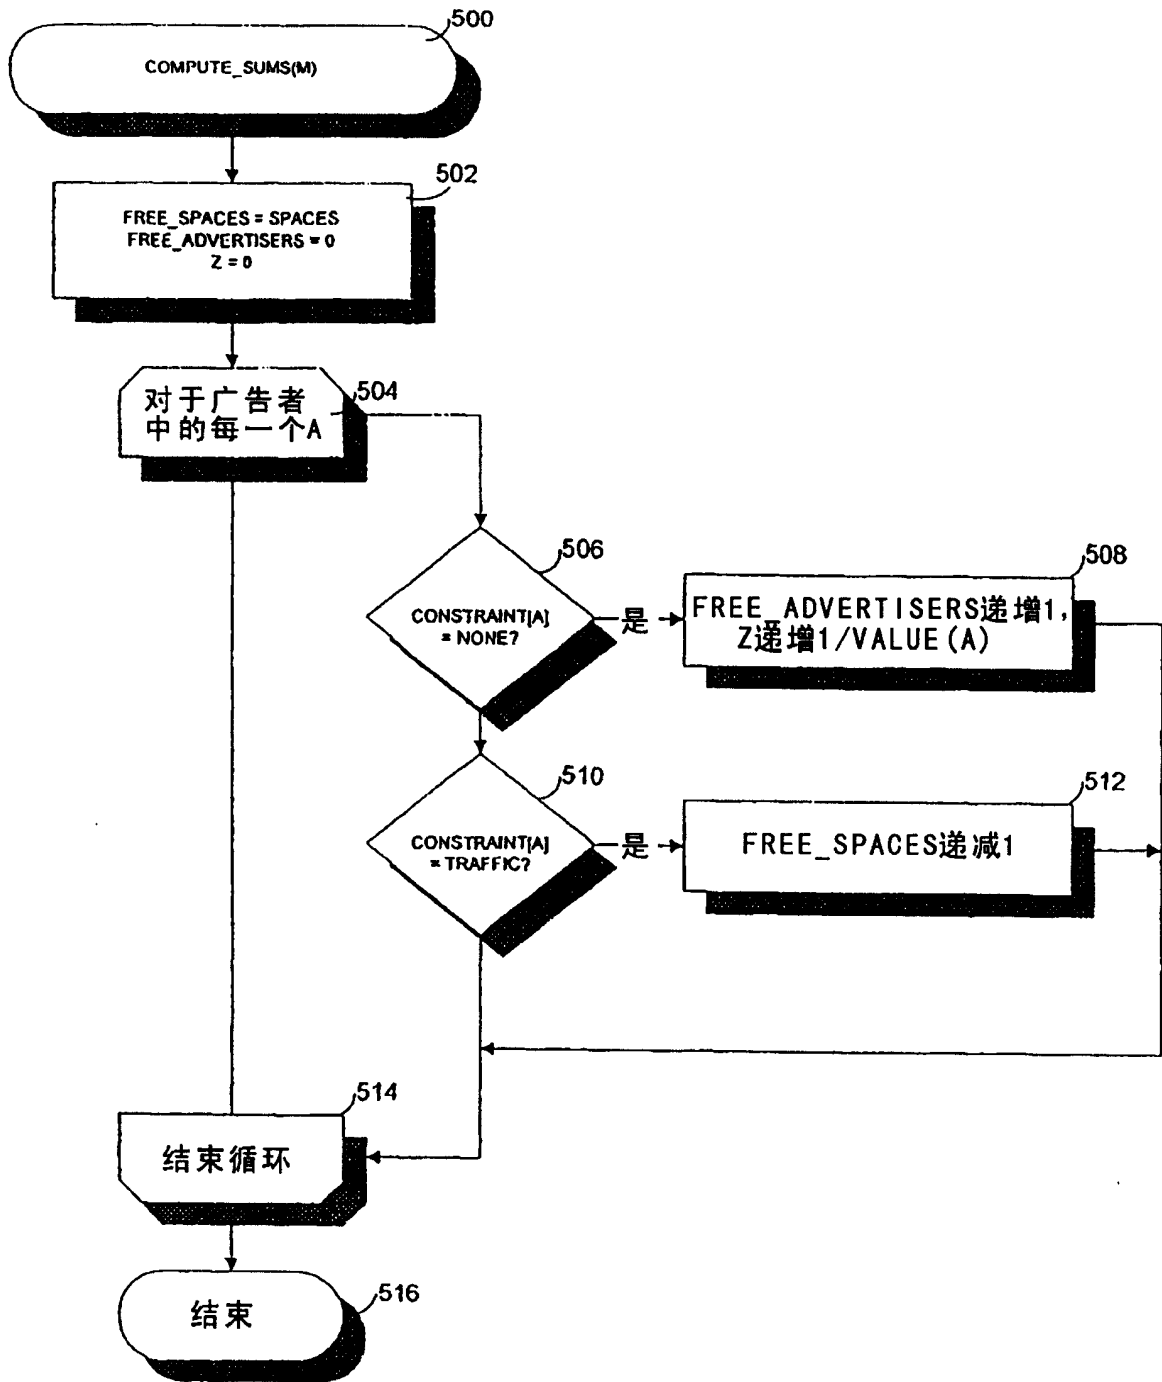 500
COMPUTE_SUMS(M)
502
FREE_SPACES = SPACES
FREE_ADVERTISERS = 0
Z = 0
504
对于广告者
中的每一个A
506
CONSTRAINT[A]
= NONE?
是
508
FREE_ADVERTISERS递增1,
Z递增1/VALUE(A)
510
CONSTRAINT[A]
= TRAFFIC?
是
512
FREE_SPACES递减1
514
结束循环
516
结束